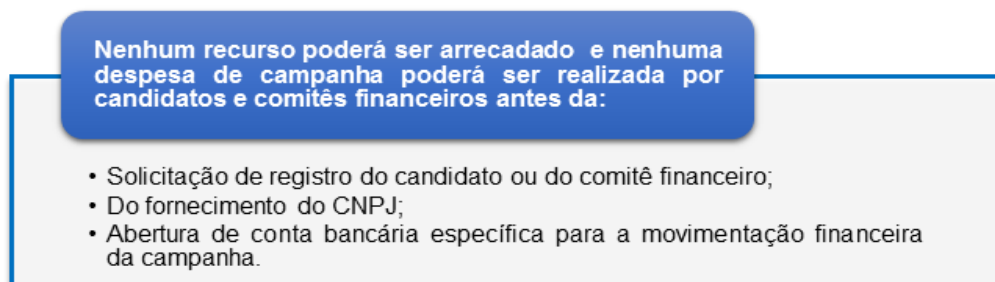 Nenhum recurso poderá ser arrecadado e nenhuma
despesa de campanha poderá ser realizada por
candidatos e comitês financeiros antes da:
• Solicitação de registro do candidato ou do comitê financeiro;
• Do fornecimento do CNPJ;
• Abertura de conta bancária específica para a movimentação financeira
da campanha.